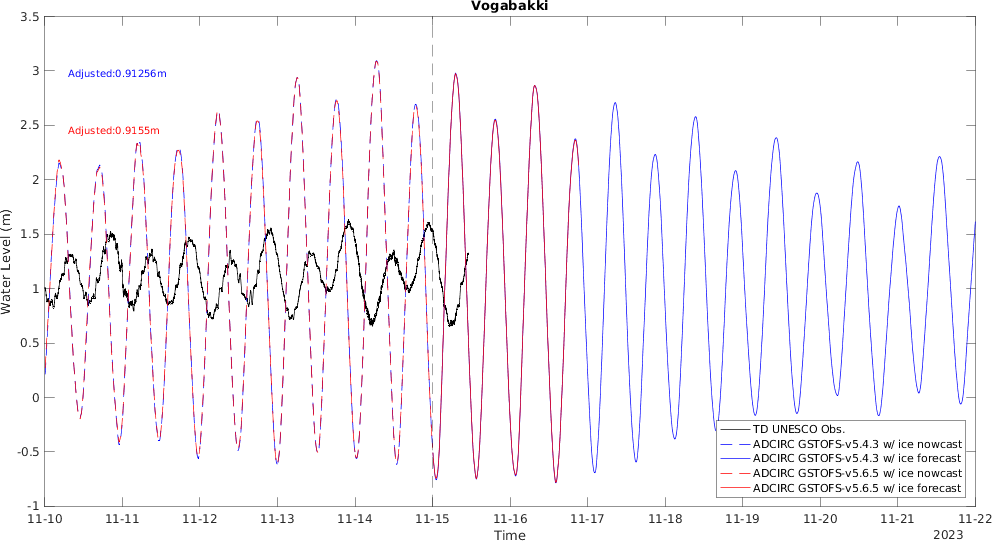 Vogabakki
3.5
3
2.5
2
1.5
1
0.5
0
-0.5
-1
Water Level (m)
Adjusted:0.91256m
Adjusted:0.9155m
TD UNESCO Obs.
ADCIRC GSTOFS-v5.4.3 w/ ice nowcast
ADCIRC GSTOFS-v5.4.3 w/ ice forecast
ADCIRC GSTOFS-v5.6.5 w/ ice nowcast
ADCIRC GSTOFS-v5.6.5 w/ ice forecast
11-10 11-11 11-12 11-13 11-14 11-15 11-16 11-17 11-18 11-19 11-20 11-21 11-22
Time
2023